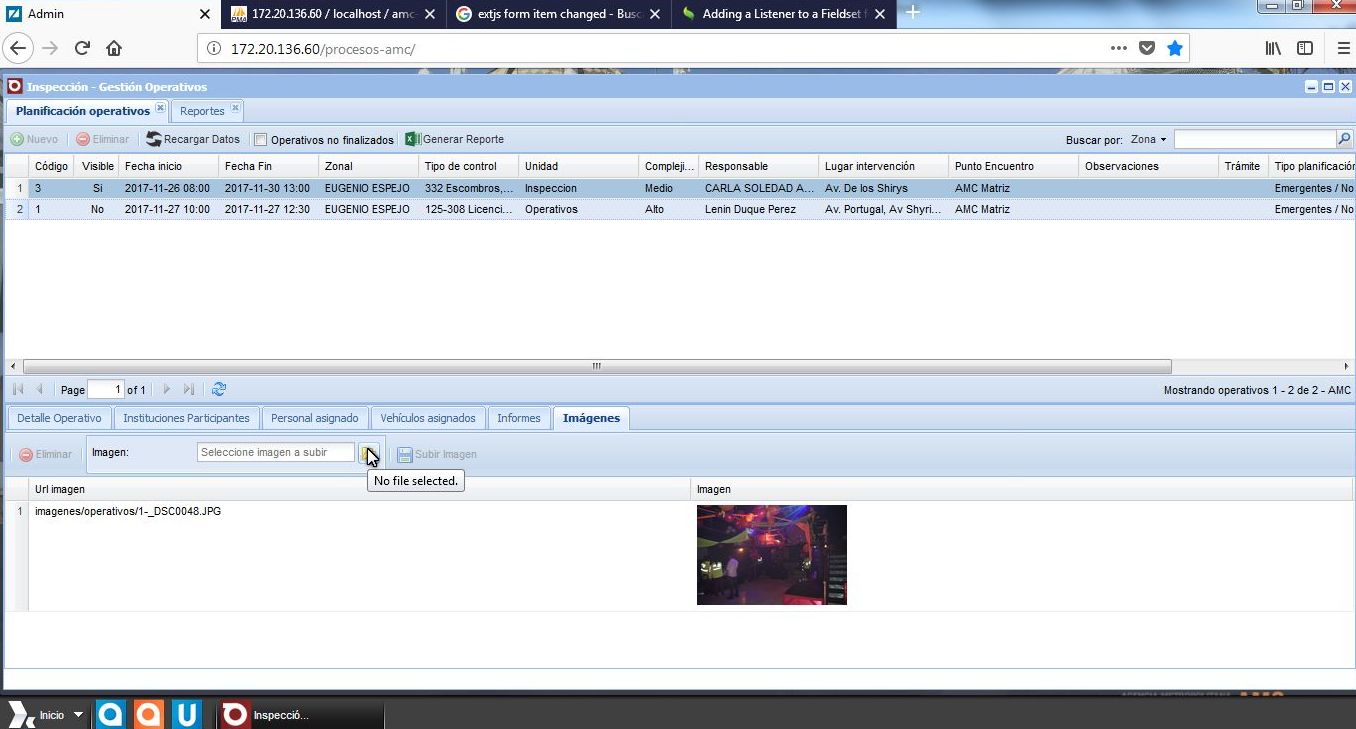 Admin
172.20.136.60 / localhost / amc-
extjs form item changed - Busc
Adding a Listener to a Fieldset f
172.20.136.60/procesos-amc/
Inspección - Gestión Operativos
Planificación operativos Reportes
Nuevo Eliminar Recargar Datos Operativos no finalizados Generar Reporte Buscar por: Zona
Código Visible Fecha inicio Fecha Fin Zonal Tipo de control Unidad Compleji... Responsable Lugar intervención Punto Encuentro Observaciones Trámite Tipo planificación
1 3 Si 2017-11-26 08:00 2017-11-30 13:00 EUGENIO ESPEJO 332 Escombros,... Inspeccion Medio CARLA SOLEDAD A... Av. De los Shirys AMC Matriz Emergentes / No
2 1 No 2017-11-27 10:00 2017-11-27 12:30 EUGENIO ESPEJO 125-308 Licenci... Operativos Alto Lenin Duque Perez Av. Portugal, Av Shyri... AMC Matriz Emergentes / No
Page 1 of 1 Mostrando operativos 1 - 2 de 2 - AMC
Detalle Operativo Instituciones Participantes Personal asignado Vehículos asignados Informes Imágenes
Eliminar Imagen: Seleccione imagen a subir Subir Imagen
No file selected.
Url imagen Imagen
1 imagenes/operativos/1-_DSC0048.JPG
Inicio Inspecció...